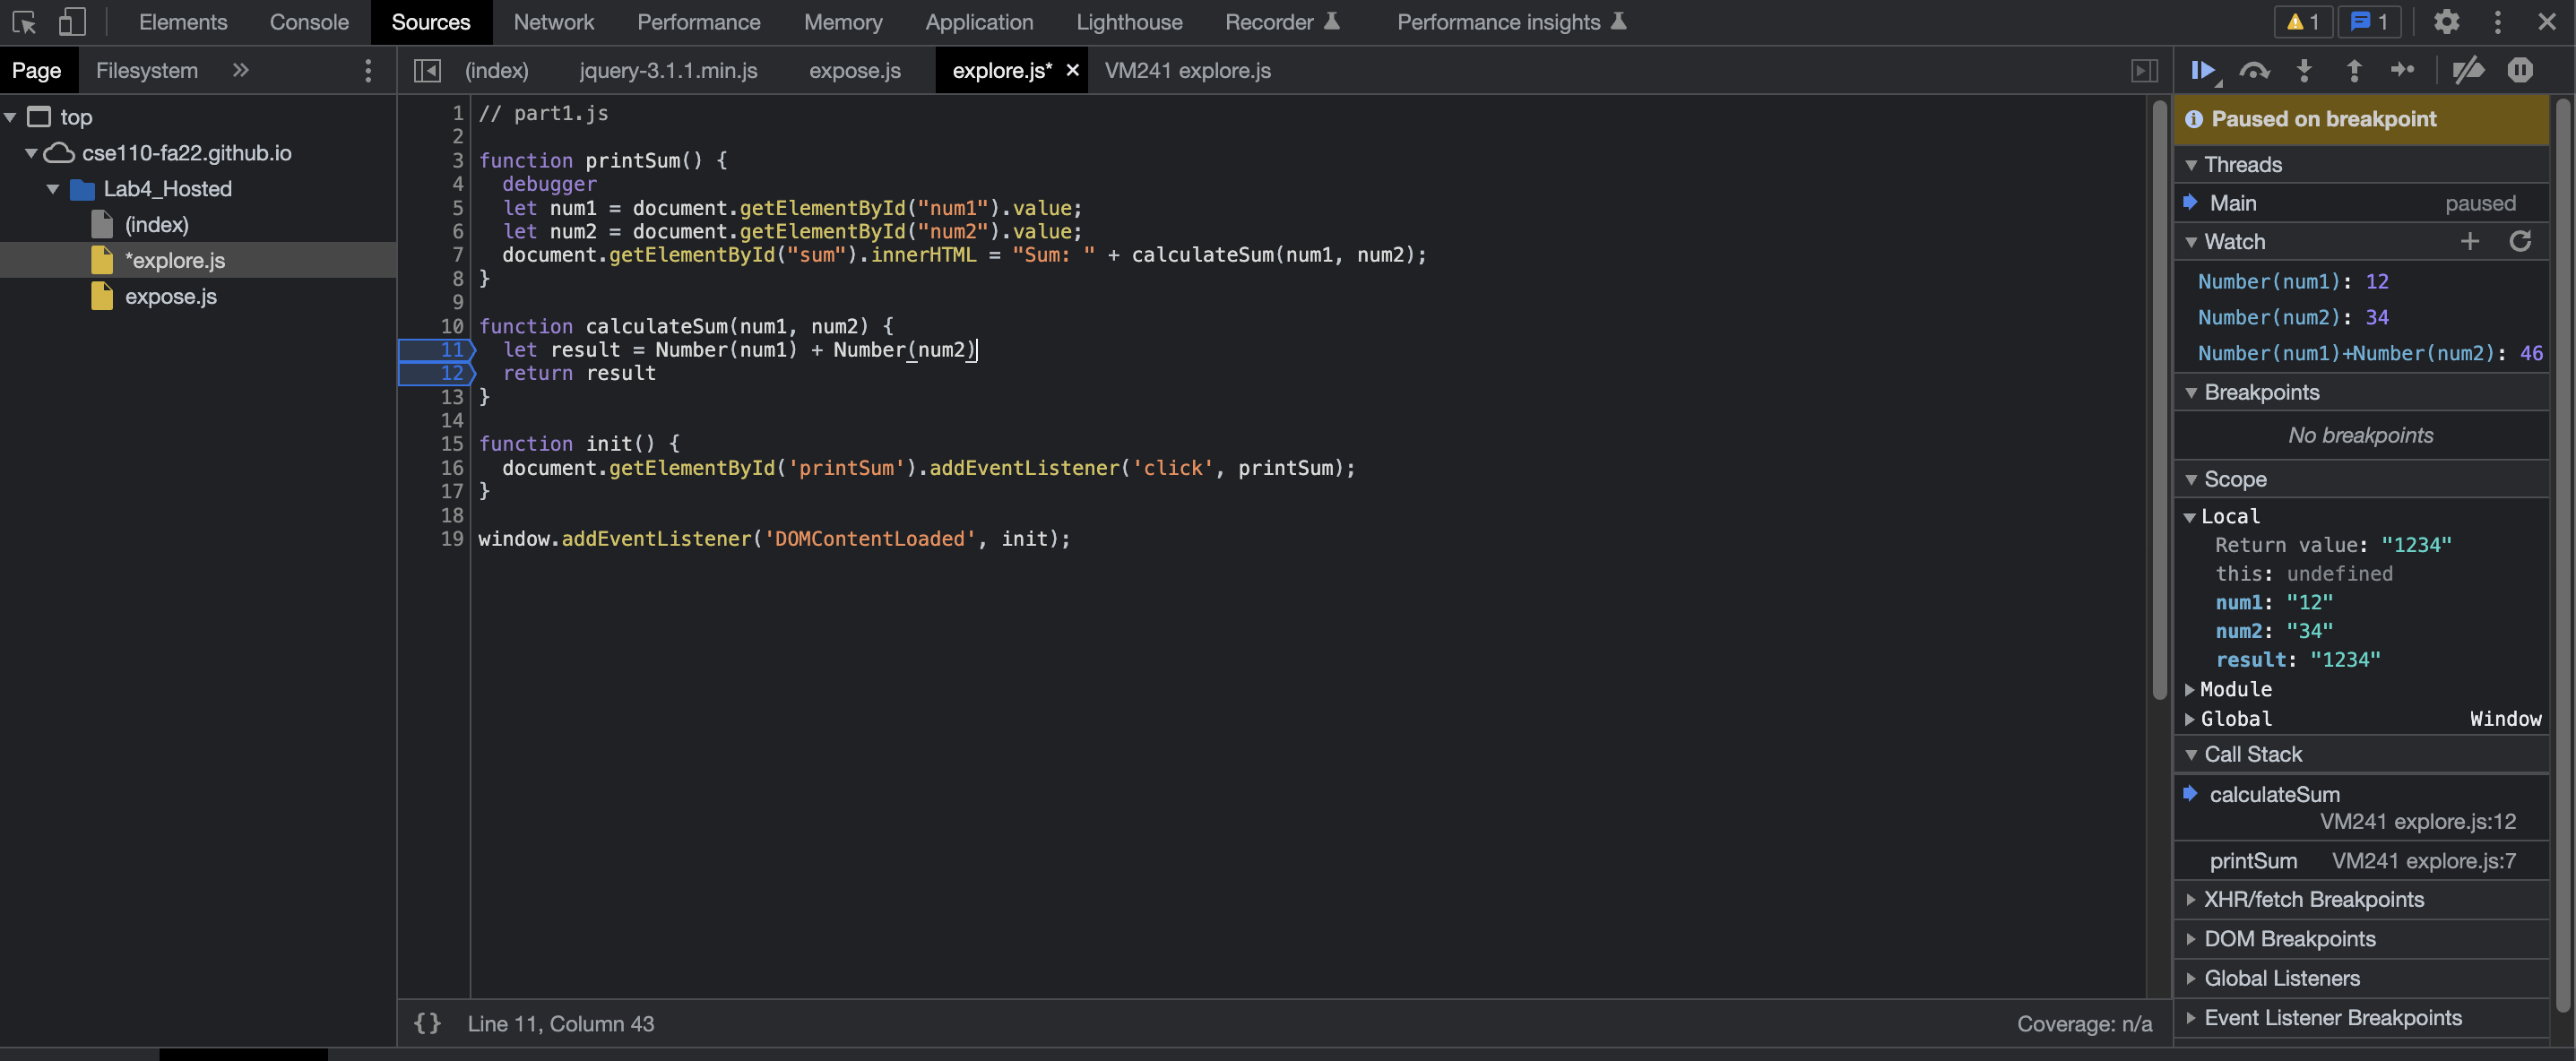 Elements Console Sources Network Performance Memory Application Lighthouse Recorder Performance insights 1 1
Page Filesystem
(index) jquery-3.1.1.min.js expose.js explore.js* × VM241 explore.js
top
cse110-fa22.github.io
Lab4_Hosted
(index)
*explore.js
expose.js
1 // part1.js
2
3 function printSum() {
4   debugger
5   let num1 = document.getElementById("num1").value;
6   let num2 = document.getElementById("num2").value;
7   document.getElementById("sum").innerHTML = "Sum: " + calculateSum(num1, num2);
8 }
9
10 function calculateSum(num1, num2) {
11   let result = Number(num1) + Number(num2)
12   return result
13 }
14
15 function init() {
16   document.getElementById('printSum').addEventListener('click', printSum);
17 }
18
19 window.addEventListener('DOMContentLoaded', init);
{} Line 11, Column 43 Coverage: n/a
Paused on breakpoint
Threads
Main paused
Watch
Number(num1): 12
Number(num2): 34
Number(num1)+Number(num2): 46
Breakpoints
No breakpoints
Scope
Local
Return value: "1234"
this: undefined
num1: "12"
num2: "34"
result: "1234"
Module
Global Window
Call Stack
calculateSum
VM241 explore.js:12
printSum VM241 explore.js:7
XHR/fetch Breakpoints
DOM Breakpoints
Global Listeners
Event Listener Breakpoints